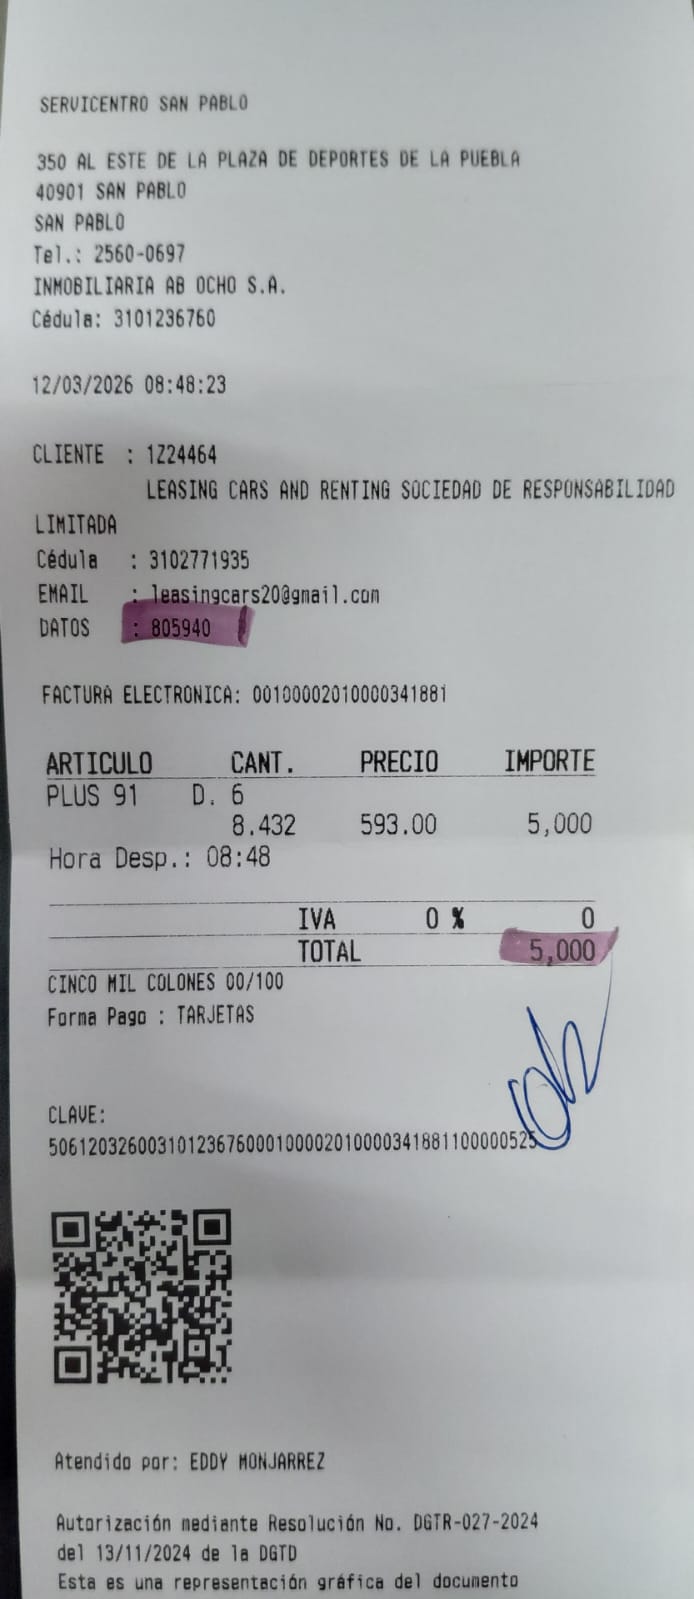 SERVICENTRO SAN PABLO
350 AL ESTE DE LA PLAZA DE DEPORTES DE LA PUEBLA
40901 SAN PABLO
SAN PABLO
Tel.: 2560-0697
INMOBILIARIA AB OCHO S.A.
Cédula: 3101236760
12/03/2026 08:48:23
CLIENTE : 1Z24464
LEASING CARS AND RENTING SOCIEDAD DE RESPONSABILIDAD
LIMITADA
Cédula : 3102771935
EMAIL : leasingcars20@gmail.com
DATOS : 805940
FACTURA ELECTRONICA: 00100002010000341881
ARTICULO CANT. PRECIO IMPORTE
PLUS 91 D. 6
8.432 593.00 5,000
Hora Desp.: 08:48
IVA 0 % 0
TOTAL 5,000
CINCO MIL COLONES 00/100
Forma Pago : TARJETAS
CLAVE:
50612032600310123676000100002010000341881100000525
Atendido por: EDDY MONJARREZ
Autorización mediante Resolución No. DGTR-027-2024
del 13/11/2024 de la DGTD
Esta es una representación gráfica del documento